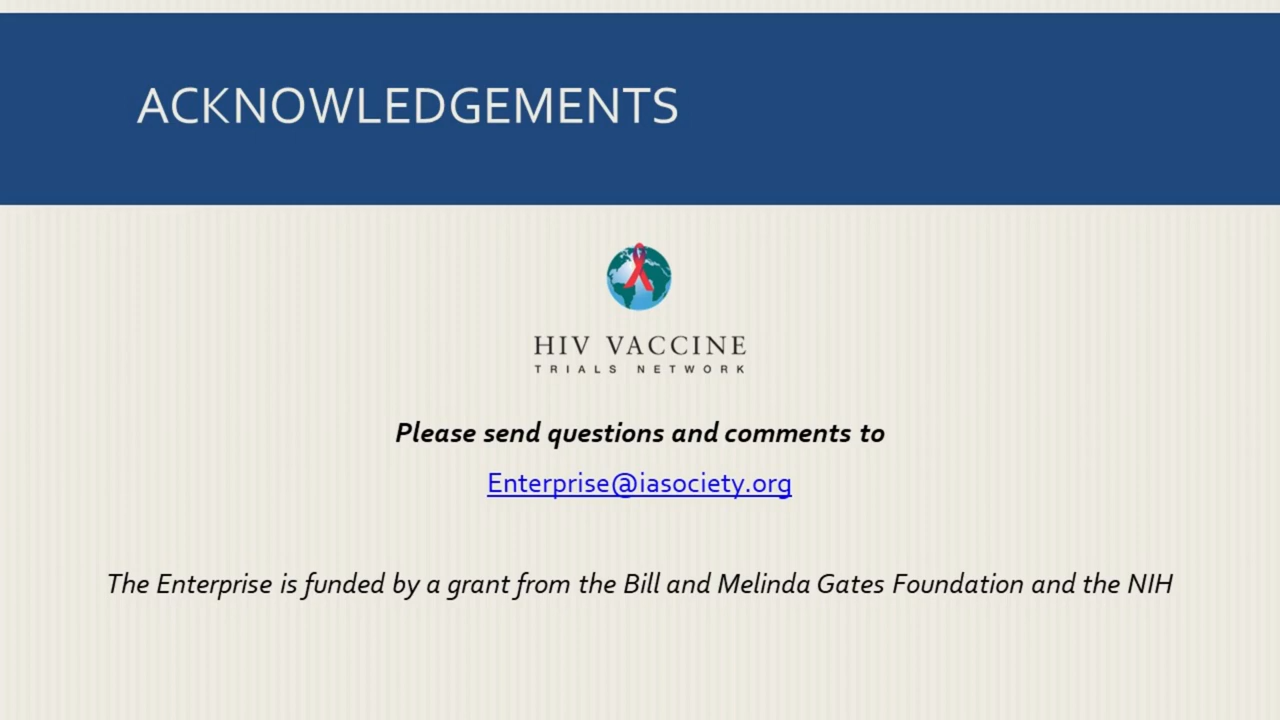 ACKNOWLEDGEMENTS
HIV VACCINE
TRIALS NETWORK
Please send questions and comments to
Enterprise@iasociety.org
The Enterprise is funded by a grant from the Bill and Melinda Gates Foundation and the NIH